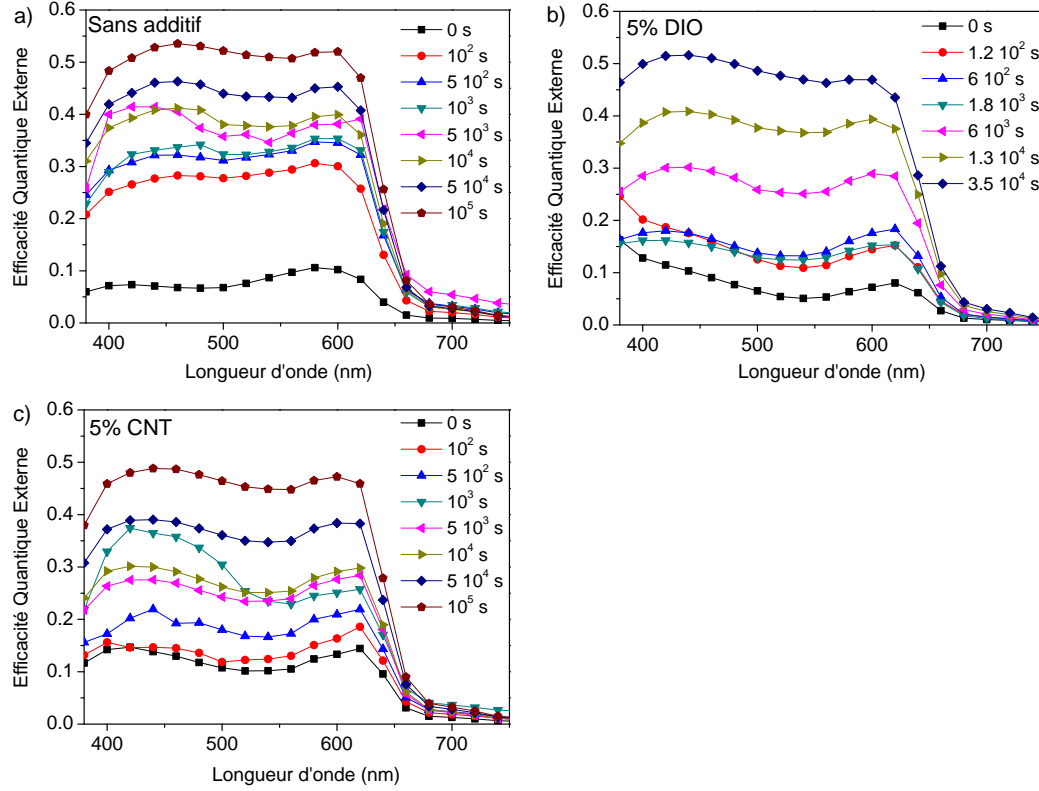 a)
Sans additif
Efficacité Quantique Externe
0.6
0.5
0.4
0.3
0.2
0.1
0.0
400
500
600
700
Longueur d'onde (nm)
0 s
10² s
5 10² s
10³ s
5 10³ s
10⁴ s
5 10⁴ s
10⁵ s
b)
5% DIO
Efficacité Quantique Externe
0.6
0.5
0.4
0.3
0.2
0.1
0.0
400
500
600
700
Longueur d'onde (nm)
0 s
1.2 10² s
6 10² s
1.8 10³ s
6 10³ s
1.3 10⁴ s
3.5 10⁴ s
c)
5% CNT
Efficacité Quantique Externe
0.6
0.5
0.4
0.3
0.2
0.1
0.0
400
500
600
700
Longueur d'onde (nm)
0 s
10² s
5 10² s
10³ s
5 10³ s
10⁴ s
5 10⁴ s
10⁵ s